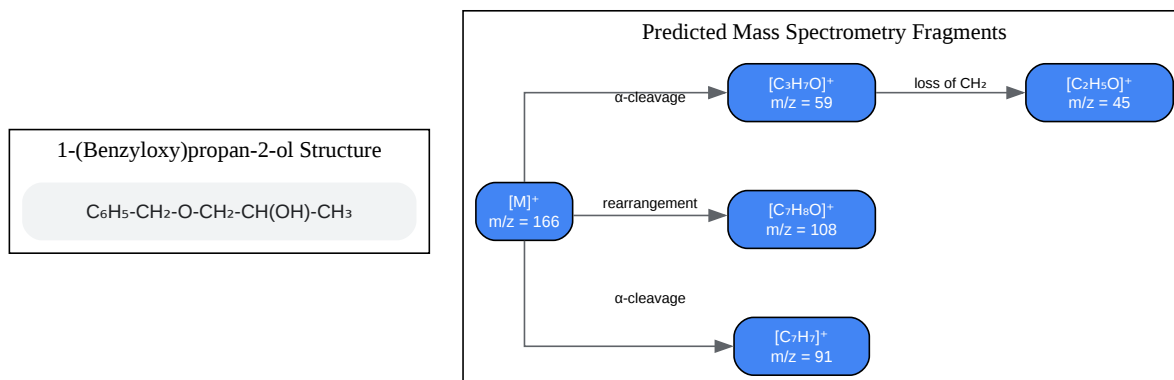 1-(Benzyloxy)propan-2-ol Structure
C₆H₅-CH₂-O-CH₂-CH(OH)-CH₃
Predicted Mass Spectrometry Fragments
[M]⁺
m/z = 166
α-cleavage
[C₃H₇O]⁺
m/z = 59
loss of CH₂
[C₂H₅O]⁺
m/z = 45
rearrangement
[C₇H₈O]⁺
m/z = 108
α-cleavage
[C₇H₇]⁺
m/z = 91